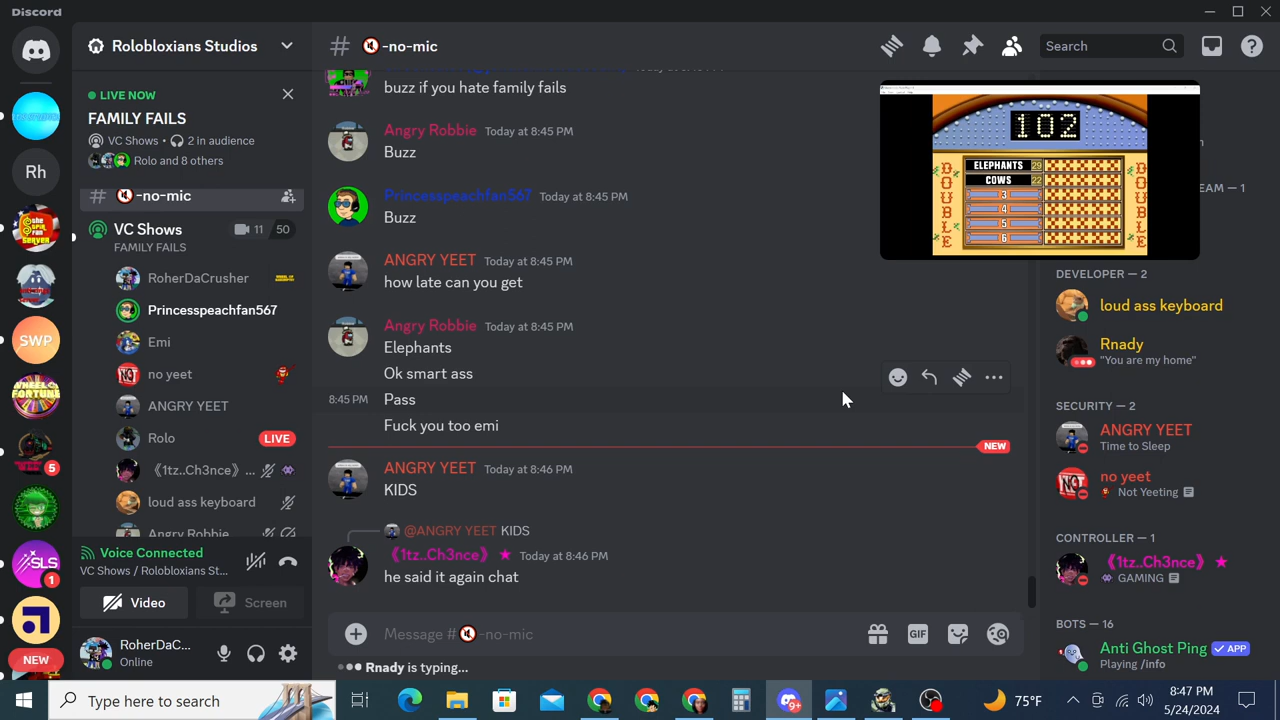 Discord
Rolobloxians Studios
# -no-mic
Search
LIVE NOW
FAMILY FAILS
VC Shows • 2 in audience
Rolo and 8 others
# -no-mic
VC Shows 11 50
FAMILY FAILS
RoherDaCrusher
Princesspeachfan567
Emi
no yeet
ANGRY YEET
Rolo LIVE
《1tz..Ch3nce》 ...
loud ass keyboard
Angry Robbie
Voice Connected
VC Shows / Rolobloxians St...
Video
Screen
RoherDaC...
Online
Rh
SWP
5
SLS
1
NEW
buzz if you hate family fails
Angry Robbie Today at 8:45 PM
Buzz
Princesspeachfan567 Today at 8:45 PM
Buzz
ANGRY YEET Today at 8:45 PM
how late can you get
Angry Robbie Today at 8:45 PM
Elephants
Ok smart ass
8:45 PM Pass
Fuck you too emi
NEW
ANGRY YEET Today at 8:46 PM
KIDS
@ANGRY YEET KIDS
《1tz..Ch3nce》 ★ Today at 8:46 PM
he said it again chat
Message # -no-mic
GIF
Rnady is typing...
102
ELEPHANTS 29
COWS 22
3
4
5
6
DOUBLE
DOUBLE
EAM — 1
DEVELOPER — 2
loud ass keyboard
Rnady
"You are my home"
SECURITY — 2
ANGRY YEET
Time to Sleep
no yeet
Not Yeeting
CONTROLLER — 1
《1tz..Ch3nce》 ★
GAMING
BOTS — 16
Anti Ghost Ping ✓ APP
Playing /info
Type here to search
9+
75°F
8:47 PM
5/24/2024